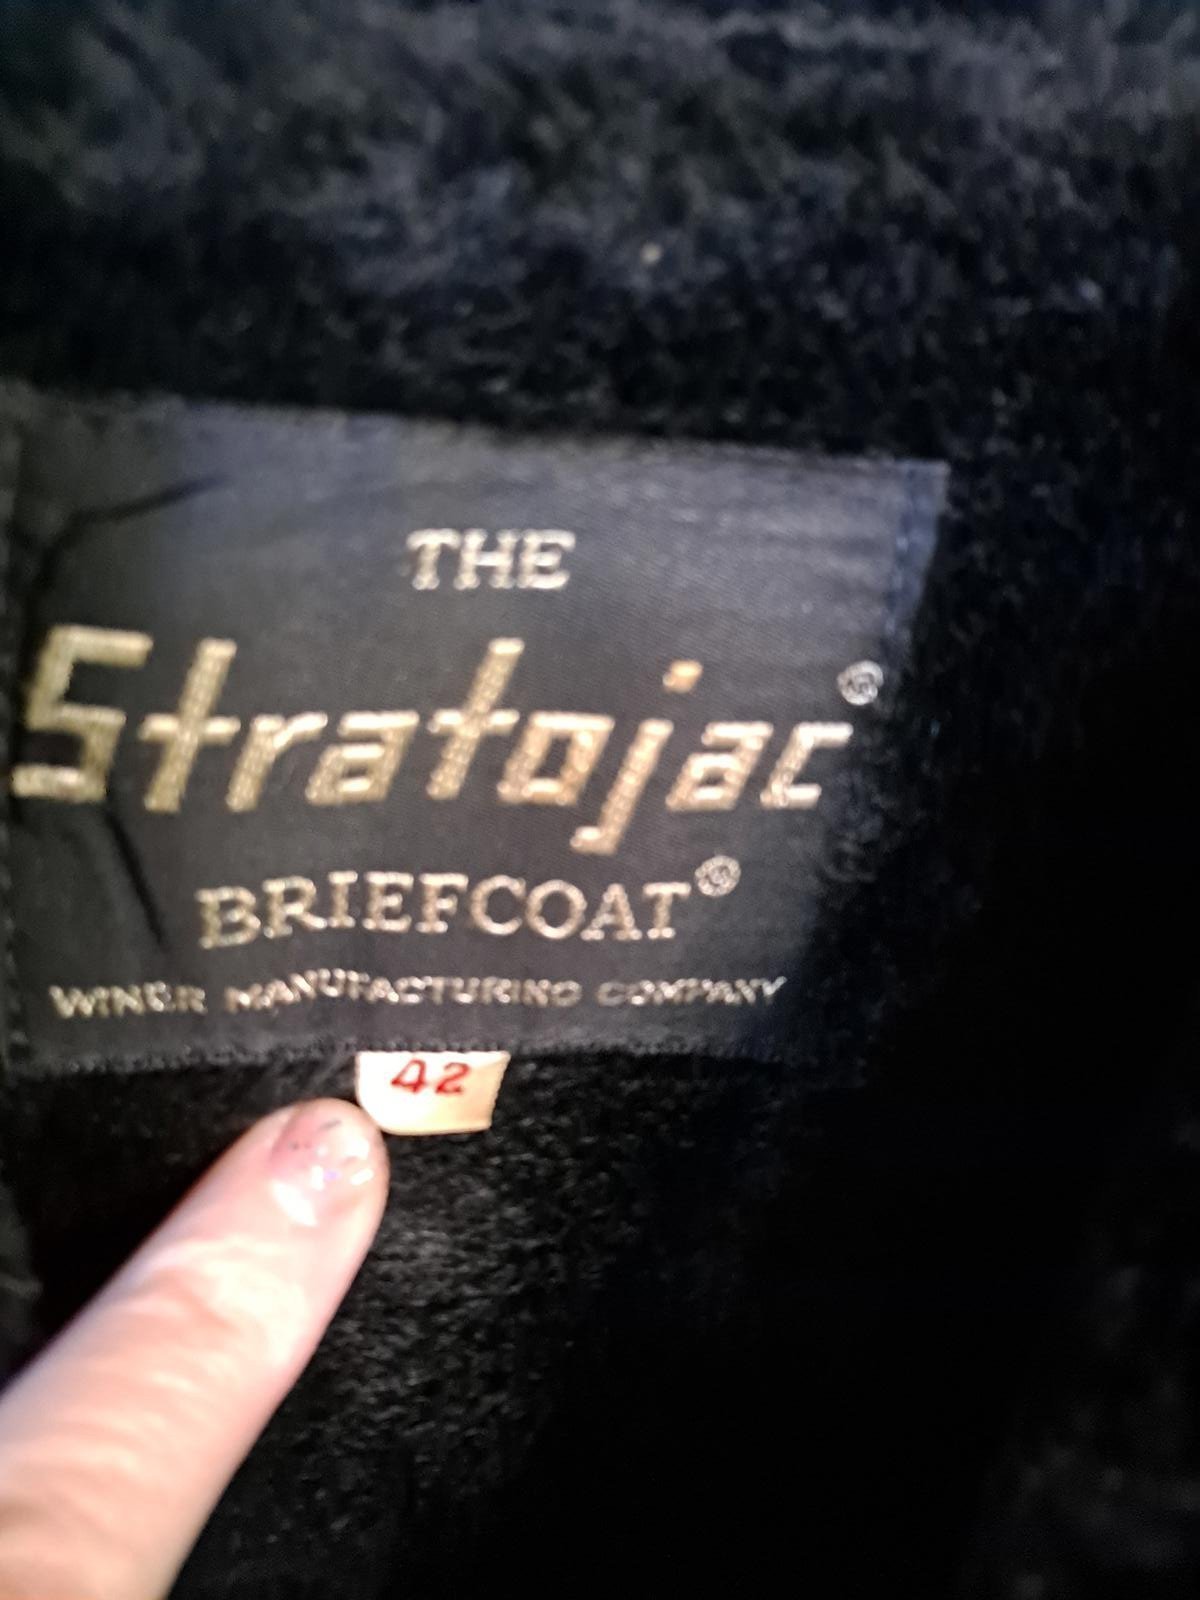 THE
Stratojac®
BRIEFCOAT®
WINER MANUFACTURING COMPANY
42